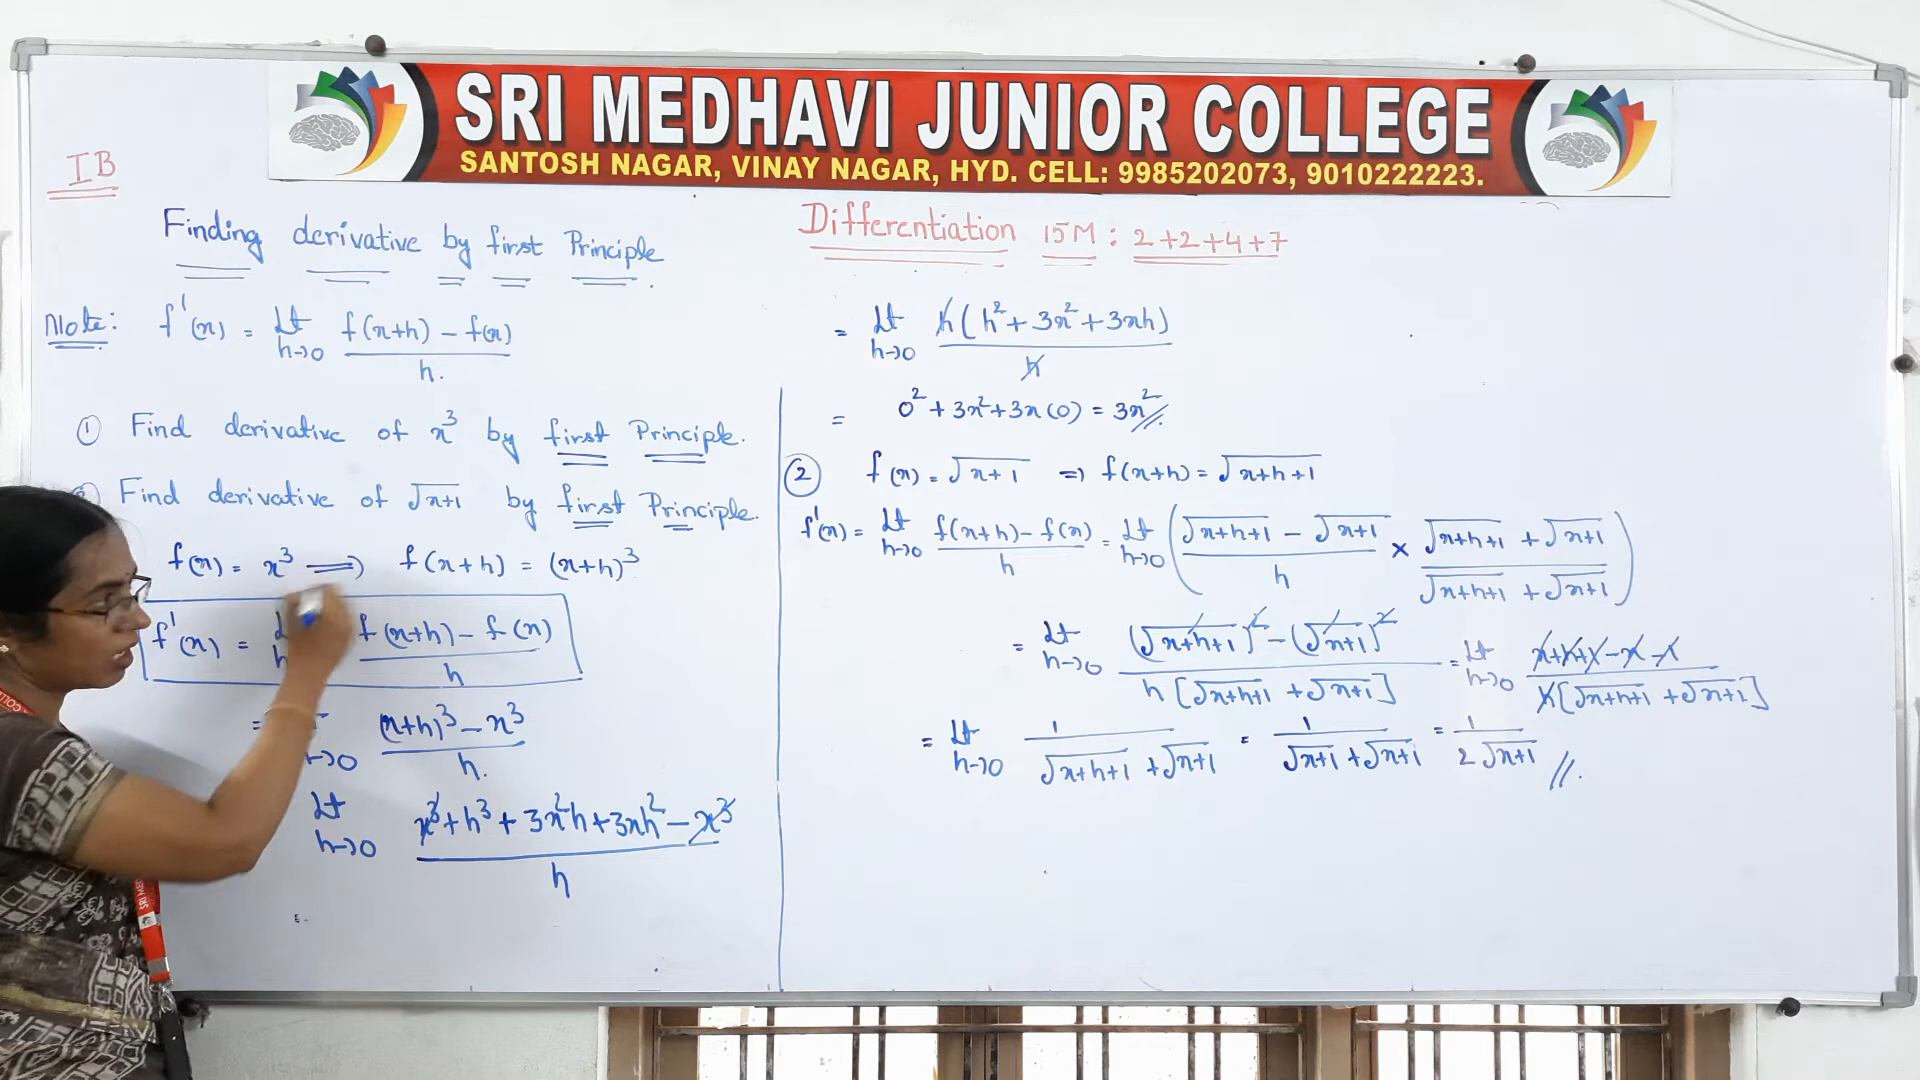 SRI MEDHAVI JUNIOR COLLEGE
SANTOSH NAGAR, VINAY NAGAR, HYD. CELL: 9985202073, 9010222223.
IB
Differentiation 15M : 2+2+4+7
Finding derivative by first Principle.
Note: f'(x) = Lt h→0 f(x+h) - f(x) / h.
① Find derivative of x³ by first Principle.
Find derivative of √x+1 by first Principle.
f(x) = x³ ⟹ f(x+h) = (x+h)³
f'(x) = f(x+h) - f(x) / h
= h→0 (x+h)³ - x³ / h.
Lt h→0 x³ + h³ + 3x²h + 3xh² - x³ / h
= Lt h→0 h(h² + 3x² + 3xh) / h
= 0² + 3x² + 3x(0) = 3x² //.
② f(x) = √x+1 ⇒ f(x+h) = √x+h+1
f'(x) = Lt h→0 f(x+h) - f(x) / h = Lt h→0 ( √x+h+1 - √x+1 / h × √x+h+1 + √x+1 / √x+h+1 + √x+1 )
= Lt h→0 (√x+h+1)² - (√x+1)² / h [√x+h+1 + √x+1] = Lt h→0 x+h+1-x-1 / h[√x+h+1 + √x+1]
= Lt h→0 1 / √x+h+1 + √x+1 = 1 / √x+1 + √x+1 = 1 / 2√x+1 //.